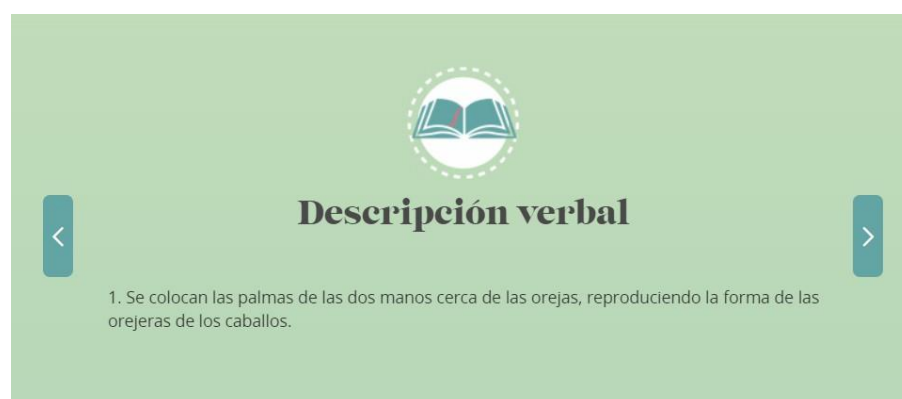 Descripción verbal
1. Se colocan las palmas de las dos manos cerca de las orejas, reproduciendo la forma de las
orejeras de los caballos.